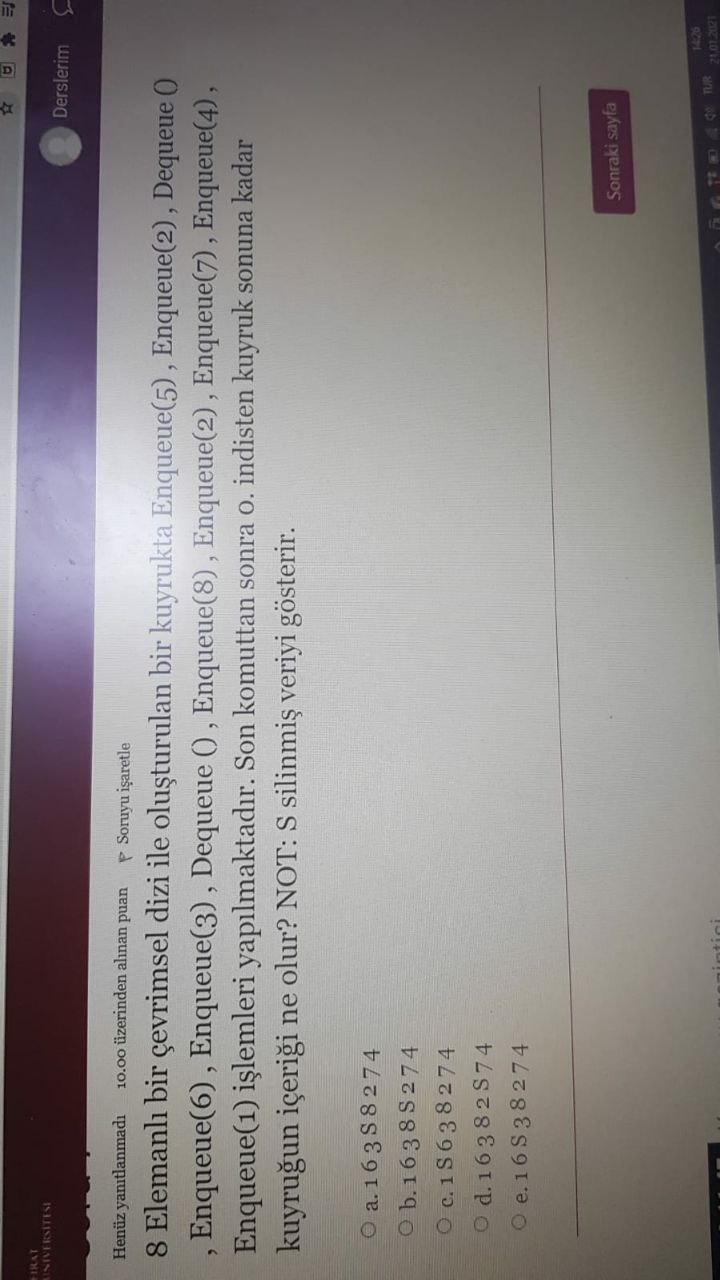 FIRAT
ÜNİVERSİTESİ
Derslerim
Henüz yanıtlanmadı 10.00 üzerinden alınan puan Soruyu işaretle
8 Elemanlı bir çevrimsel dizi ile oluşturulan bir kuyrukta Enqueue(5) , Enqueue(2) , Dequeue ()
, Enqueue(6) , Enqueue(3) , Dequeue () , Enqueue(8) , Enqueue(2) , Enqueue(7) , Enqueue(4) ,
Enqueue(1) işlemleri yapılmaktadır. Son komuttan sonra 0. indisten kuyruk sonuna kadar
kuyruğun içeriği ne olur? NOT: S silinmiş veriyi gösterir.
a. 1 6 3 S 8 2 7 4
b. 1 6 3 8 S 2 7 4
c. 1 S 6 3 8 2 7 4
d. 1 6 3 8 2 S 7 4
e. 1 6 S 3 8 2 7 4
Sonraki sayfa
TUR
14:26
21.01.2021